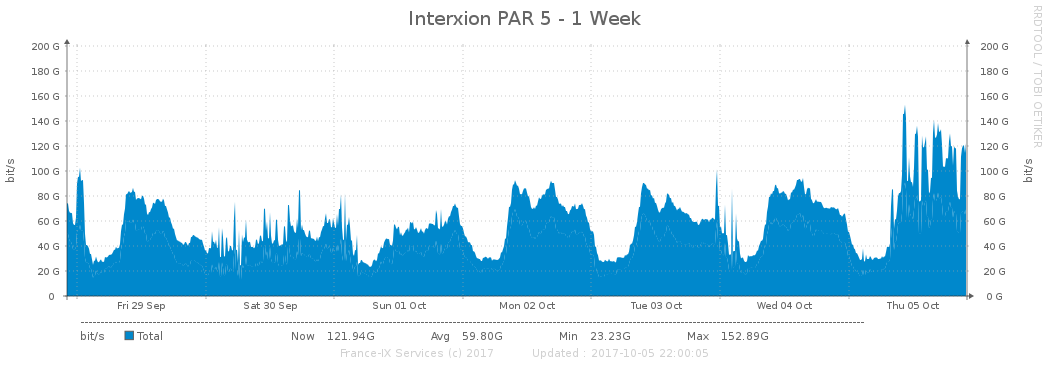 Interxion PAR 5 - 1 Week
RRDTOOL / TOBI OETIKER
bit/s
200 G
180 G
160 G
140 G
120 G
100 G
80 G
60 G
40 G
20 G
0
200 G
180 G
160 G
140 G
120 G
100 G
80 G
60 G
40 G
20 G
0 G
bit/s
Fri 29 Sep Sat 30 Sep Sun 01 Oct Mon 02 Oct Tue 03 Oct Wed 04 Oct Thu 05 Oct
bit/s Total Now 121.94G Avg 59.80G Min 23.23G Max 152.89G
France-IX Services (c) 2017 Updated : 2017-10-05 22:00:05